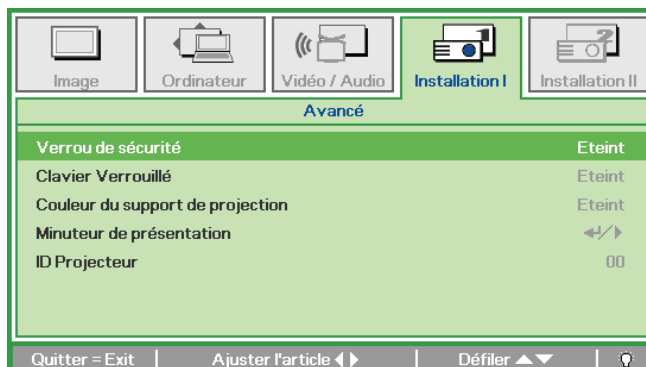 Image
Ordinateur
Vidéo / Audio
Installation I
Installation II
Avancé
Verrou de sécurité Eteint
Clavier Verrouillé Eteint
Couleur du support de projection Eteint
Minuteur de présentation
ID Projecteur 00
Quitter = Exit Ajuster l'article Défiler